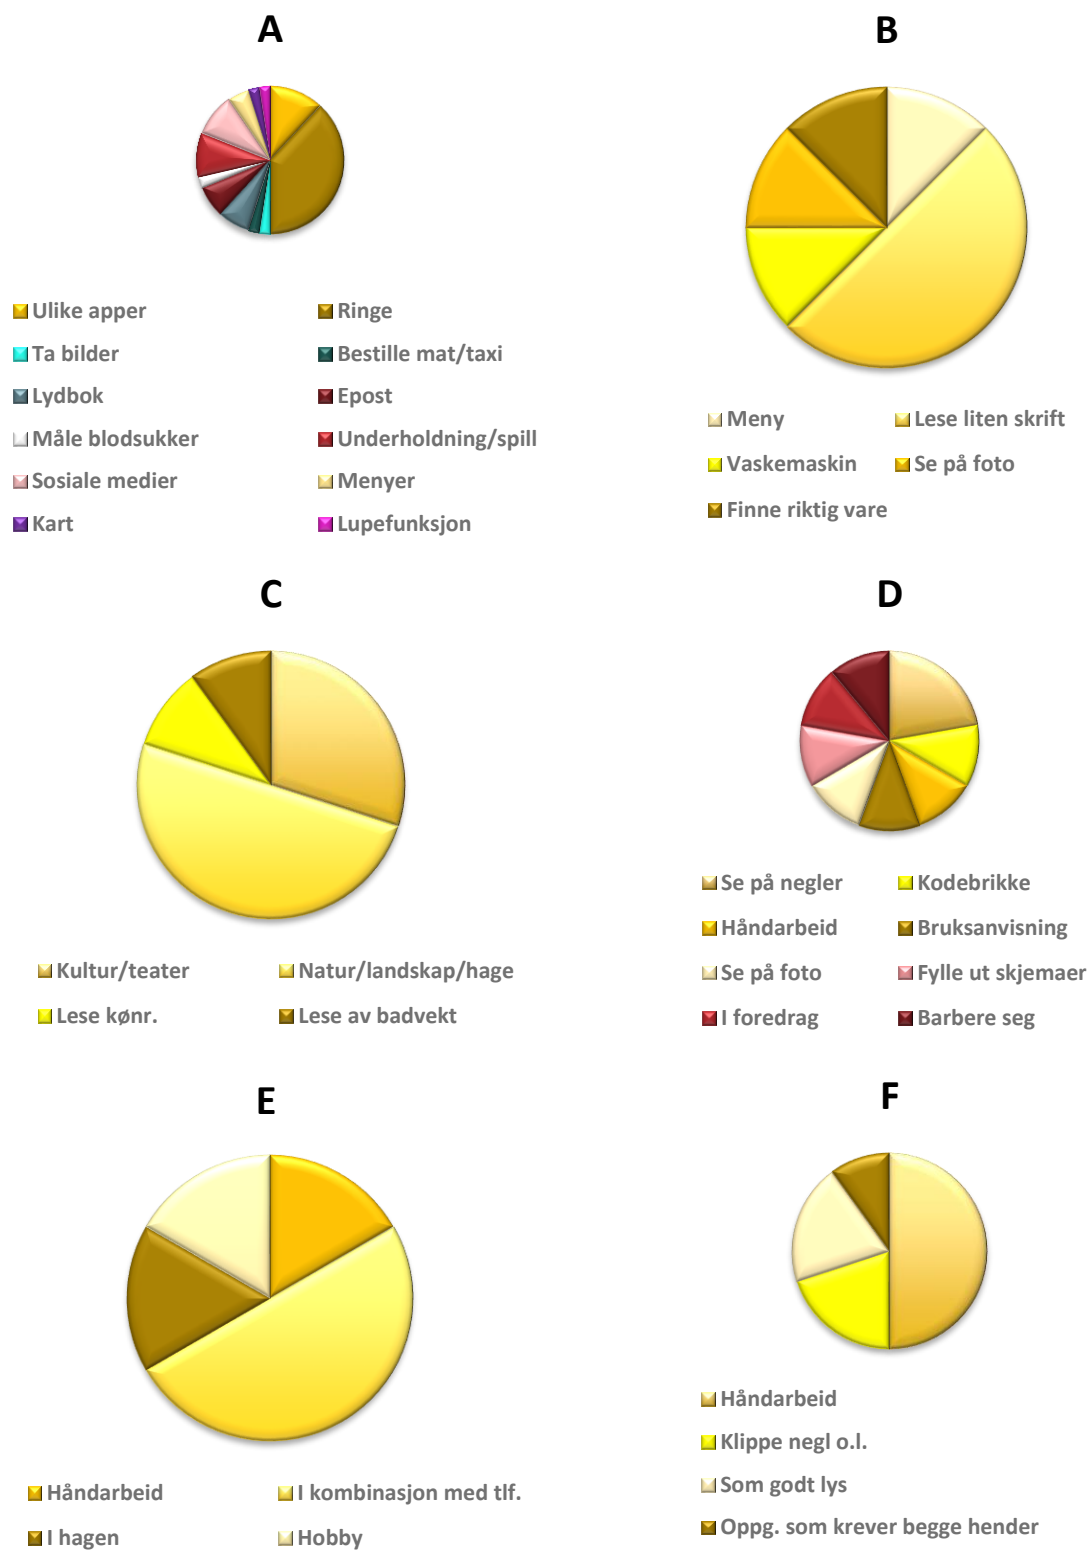 A
B
Ulike apper
Ringe
Ta bilder
Bestille mat/taxi
Lydbok
Epost
Måle blodsukker
Underholdning/spill
Sosiale medier
Menyer
Kart
Lupefunksjon
Meny
Lese liten skrift
Vaskemaskin
Se på foto
Finne riktig vare
C
D
Kultur/teater
Natur/landskap/hage
Lese kønr.
Lese av badvekt
Se på negler
Kodebrikke
Håndarbeid
Bruksanvisning
Se på foto
Fylle ut skjemaer
I foredrag
Barbere seg
E
F
Håndarbeid
I kombinasjon med tlf.
I hagen
Hobby
Håndarbeid
Klippe negl o.l.
Som godt lys
Oppg. som krever begge hender